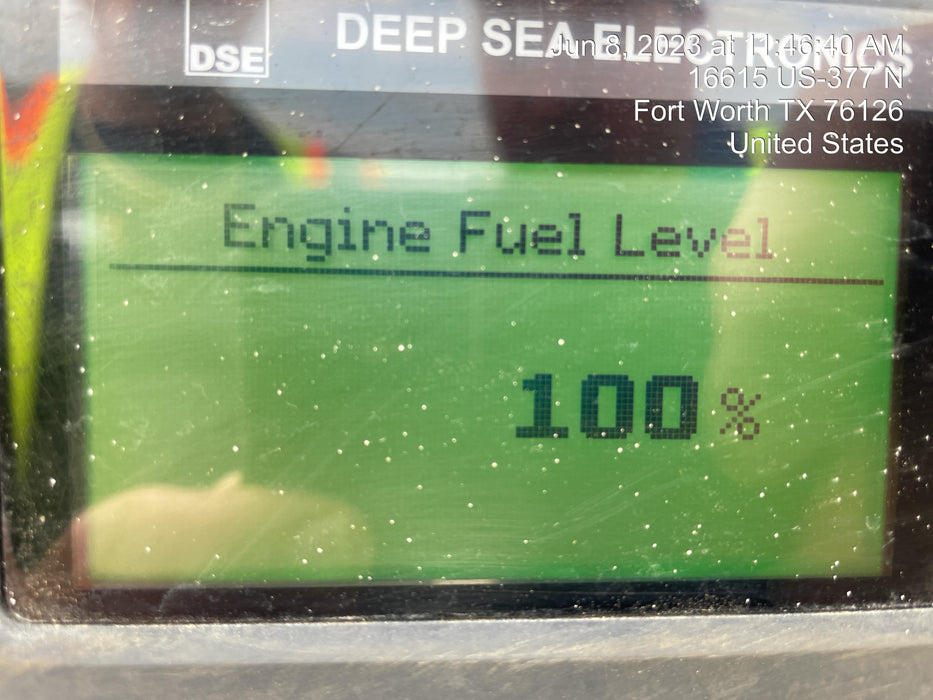 DSE
DEEP SEA ELECTRONICS
Jun 8, 2023 at 11:46:40 AM
16615 US-377 N
Fort Worth TX 76126
United States
Engine Fuel Level
100%